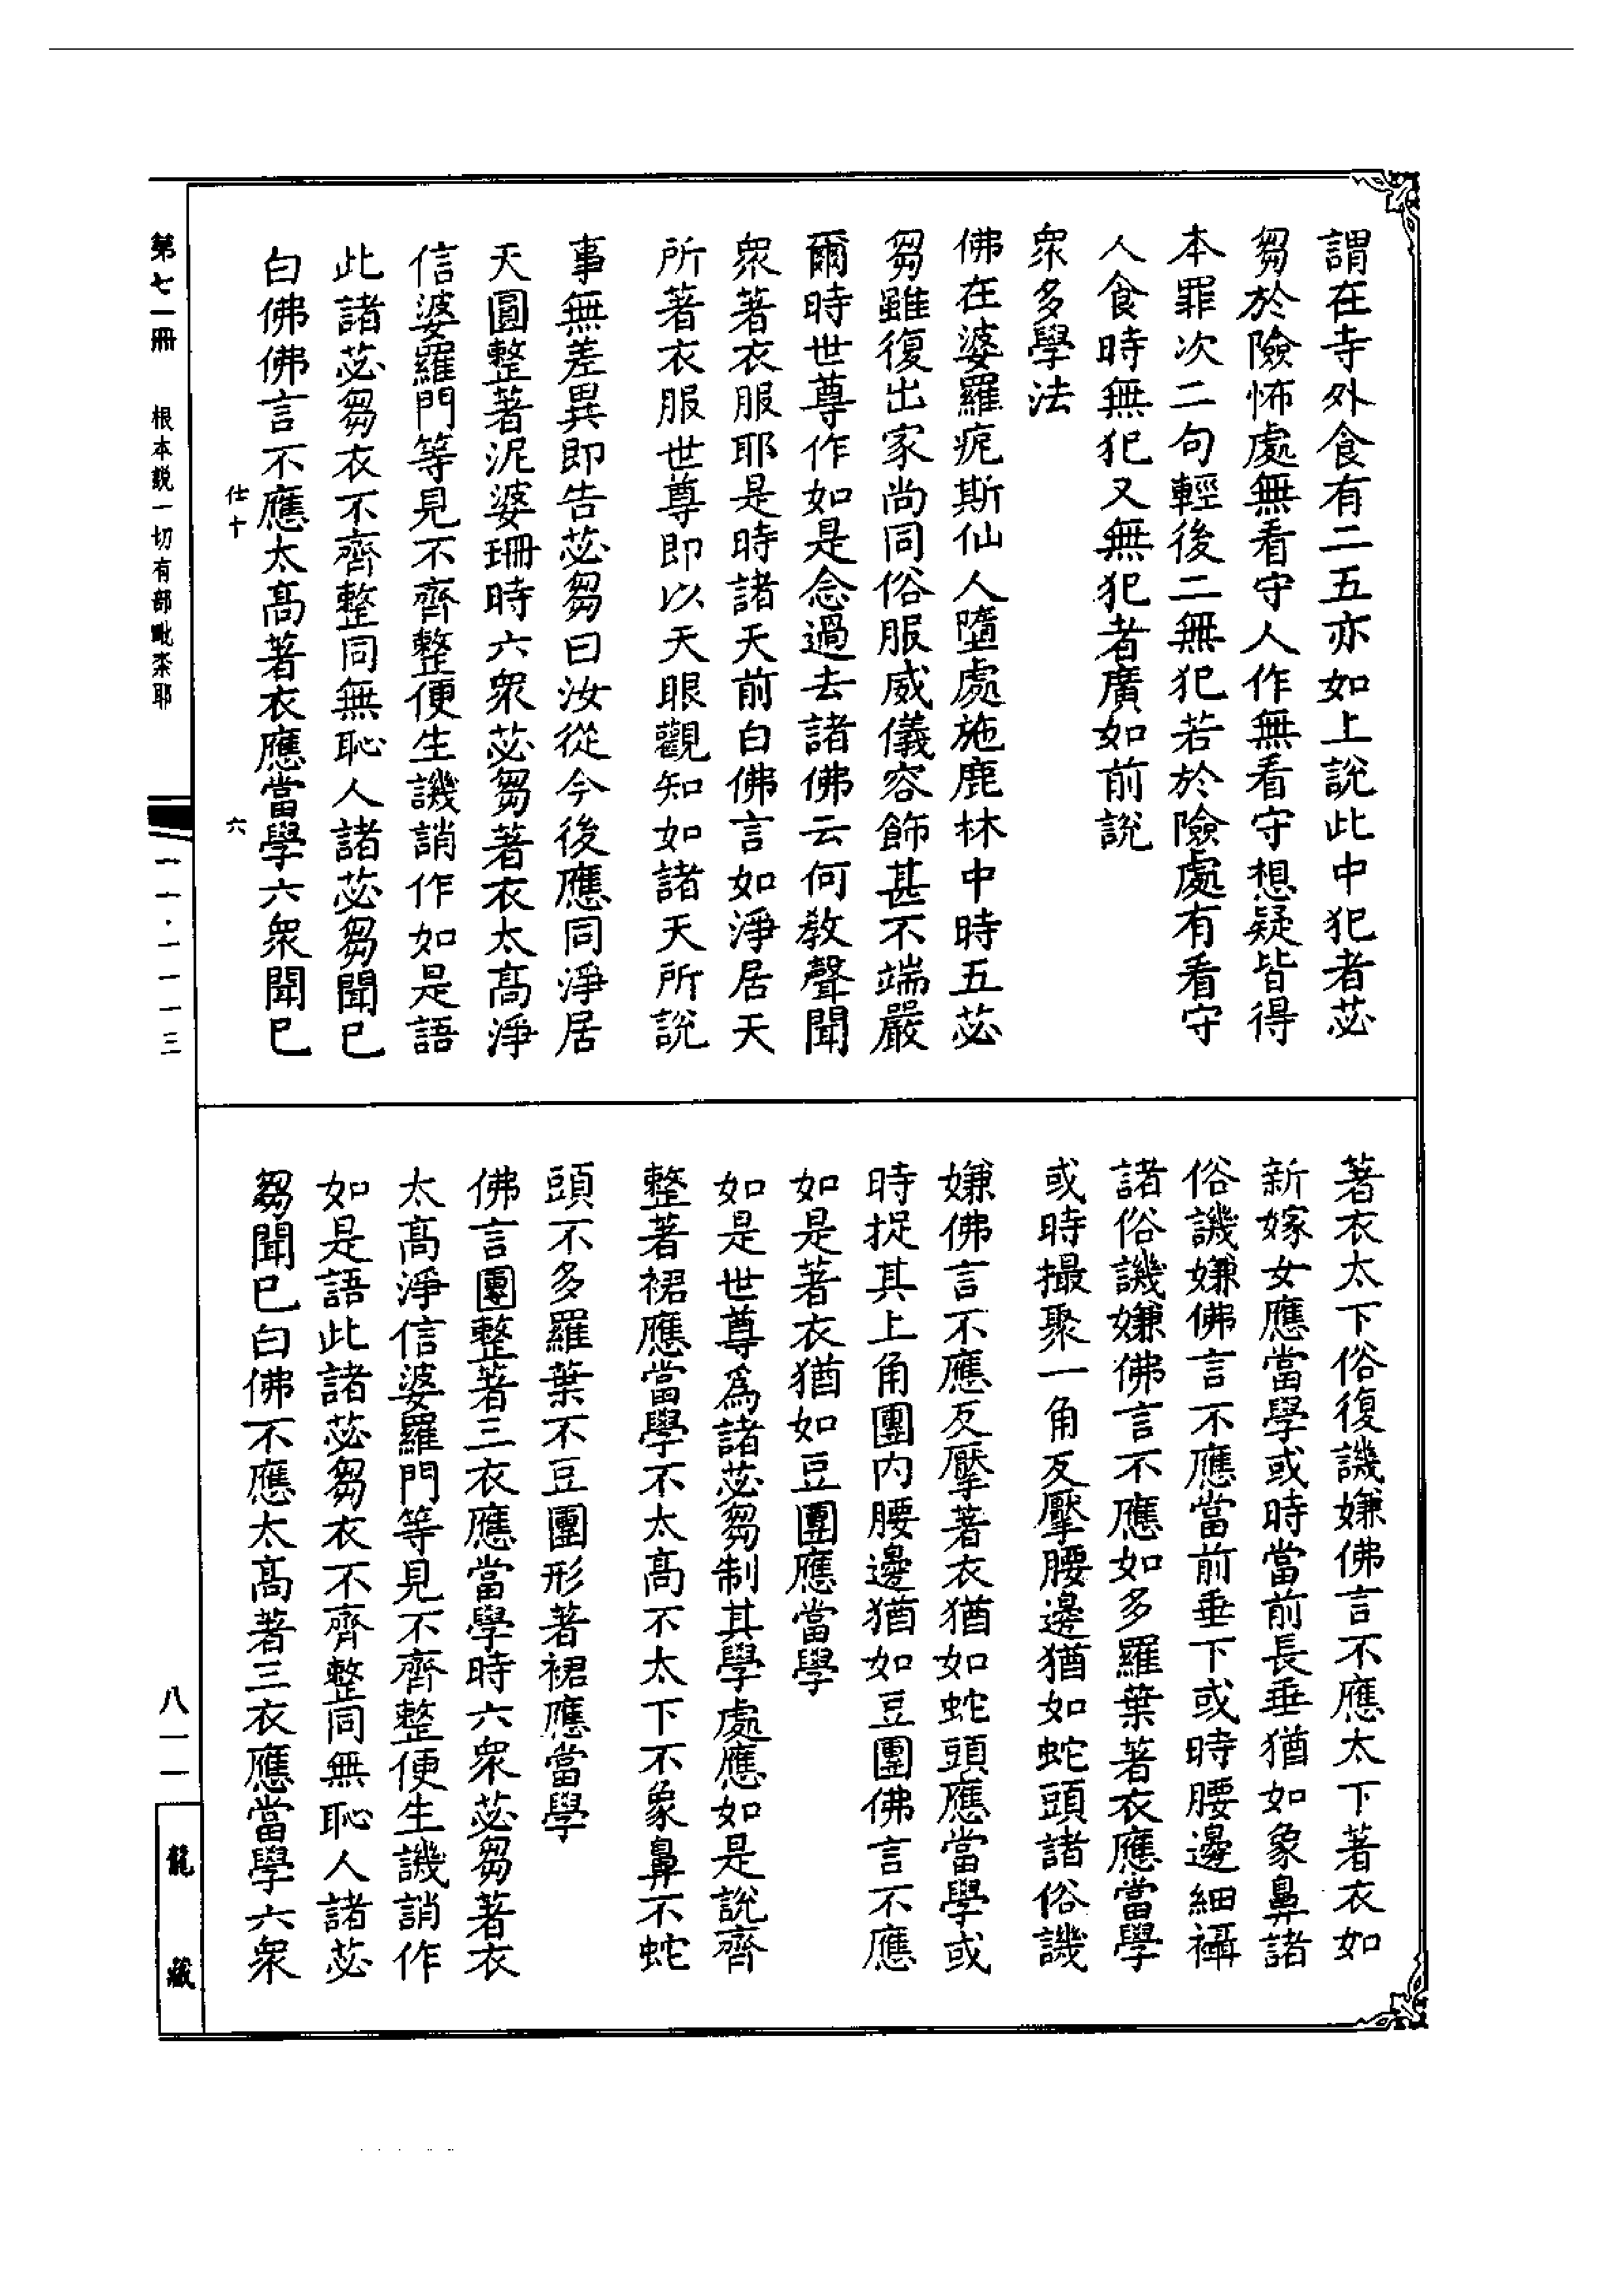 謂在寺外食有二五亦如上說此中犯者苾
芻於險怖處無看守人作無看守想疑皆得
本罪次二句輕後二無犯若於險處有看守
人食時無犯又無犯者廣如前說
眾多學法
佛在婆羅痆斯仙人墮處施鹿林中時五苾
芻雖復出家尚同俗服威儀容飾甚不端嚴
爾時世尊作如是念過去諸佛云何教聲聞
眾著衣服耶是時諸天前白佛言如淨居天
所著衣服世尊即以天眼觀知如諸天所說
事無差異即告苾芻曰汝從今後應同淨居
天圓整著泥婆珊時六眾苾芻著衣太高淨
信婆羅門等見不齊整便生譏誚作如是語
此諸苾芻衣不齊整同無恥人諸苾芻聞已
白佛佛言不應太高著衣應當學六眾聞已
著衣太下俗復譏嫌佛言不應太下著衣如
新嫁女應當學或時當前長垂猶如象鼻諸
俗譏嫌佛言不應當前垂下或時腰邊細襵
諸俗譏嫌佛言不應如多羅葉著衣應當學
或時撮聚一角反擪腰邊猶如蛇頭諸俗譏
嫌佛言不應反擪著衣猶如蛇頭應當學或
時捉其上角團內腰邊猶如豆團佛言不應
如是著衣猶如豆團應當學
如是世尊為諸苾芻制其學處應如是說齊
整著裙應當學不太高不太下不象鼻不蛇
頭不多羅葉不豆團形著裙應當學
佛言團整著三衣應當學時六眾苾芻著衣
太高淨信婆羅門等見不齊整便生譏誚作
如是語此諸苾芻衣不齊整同無恥人諸苾
芻聞已白佛不應太高著三衣應當學六眾
仕十 六
第七一冊 根本說一切有部毗柰耶 一一·一一一三
八一一
龍藏